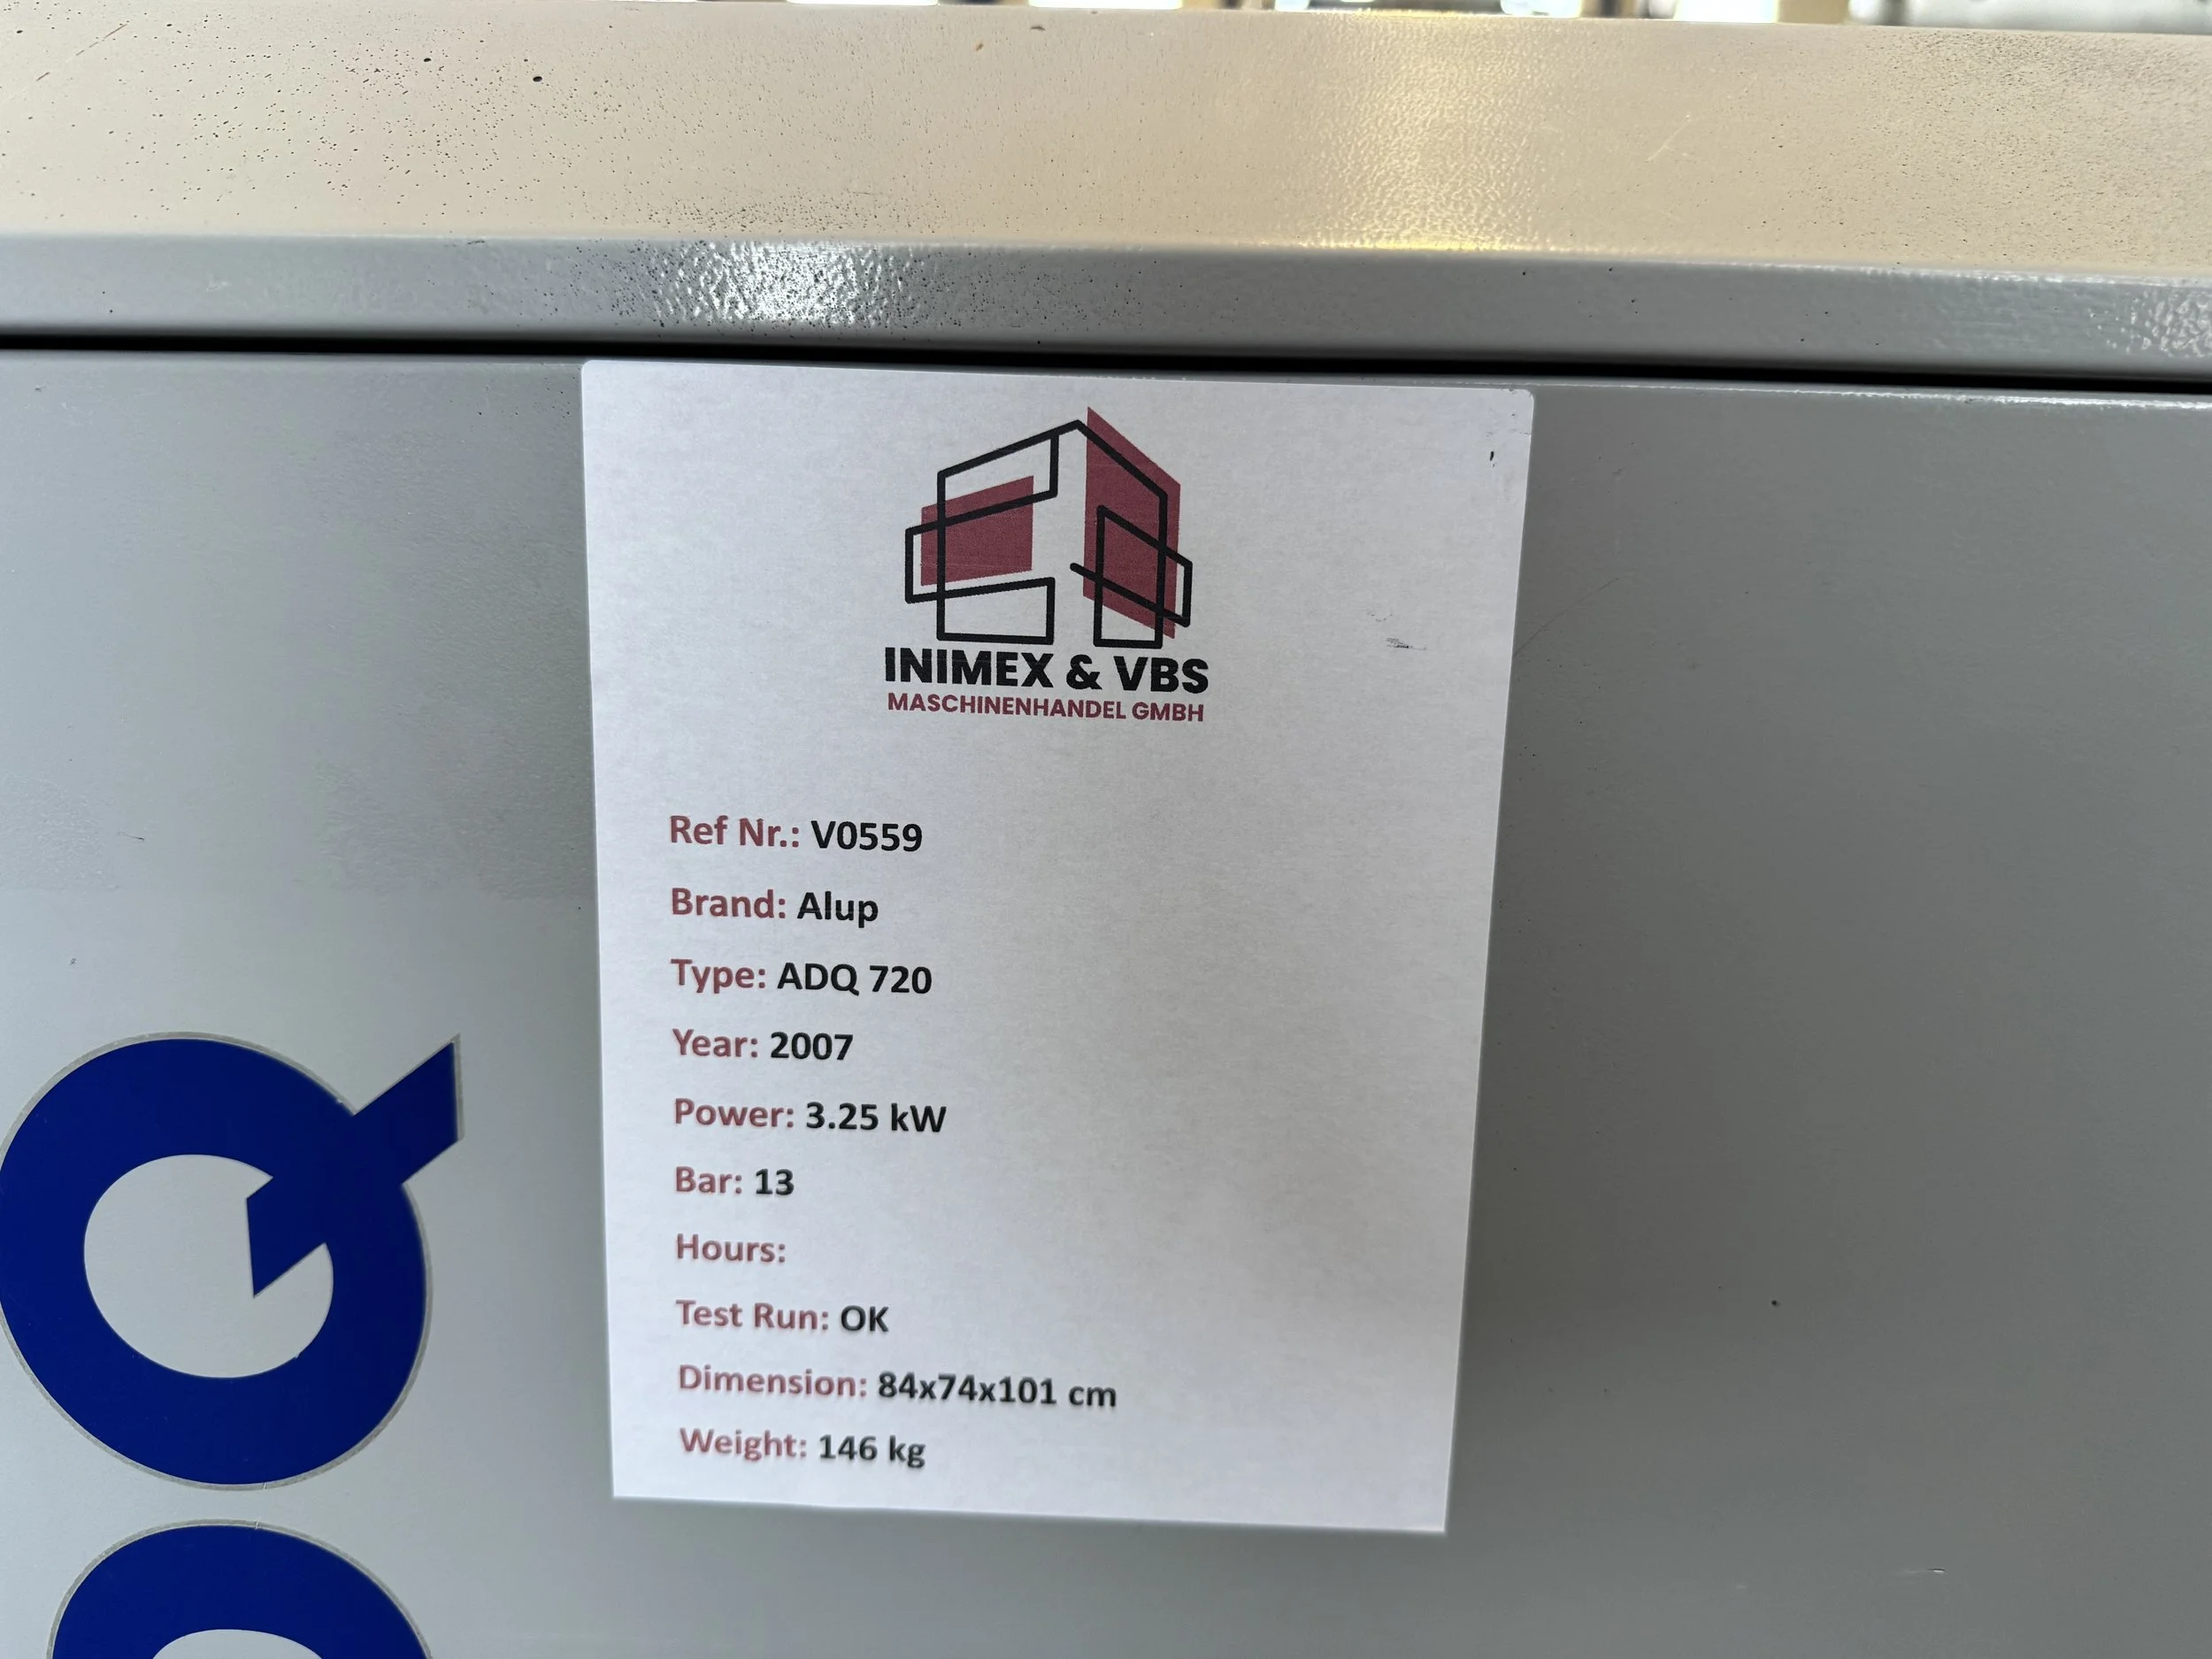 INIMEX & VBS
MASCHINENHANDEL GMBH
Ref Nr.: V0559
Brand: Alup
Type: ADQ 720
Year: 2007
Power: 3.25 kW
Bar: 13
Hours:
Test Run: OK
Dimension: 84x74x101 cm
Weight: 146 kg
Q